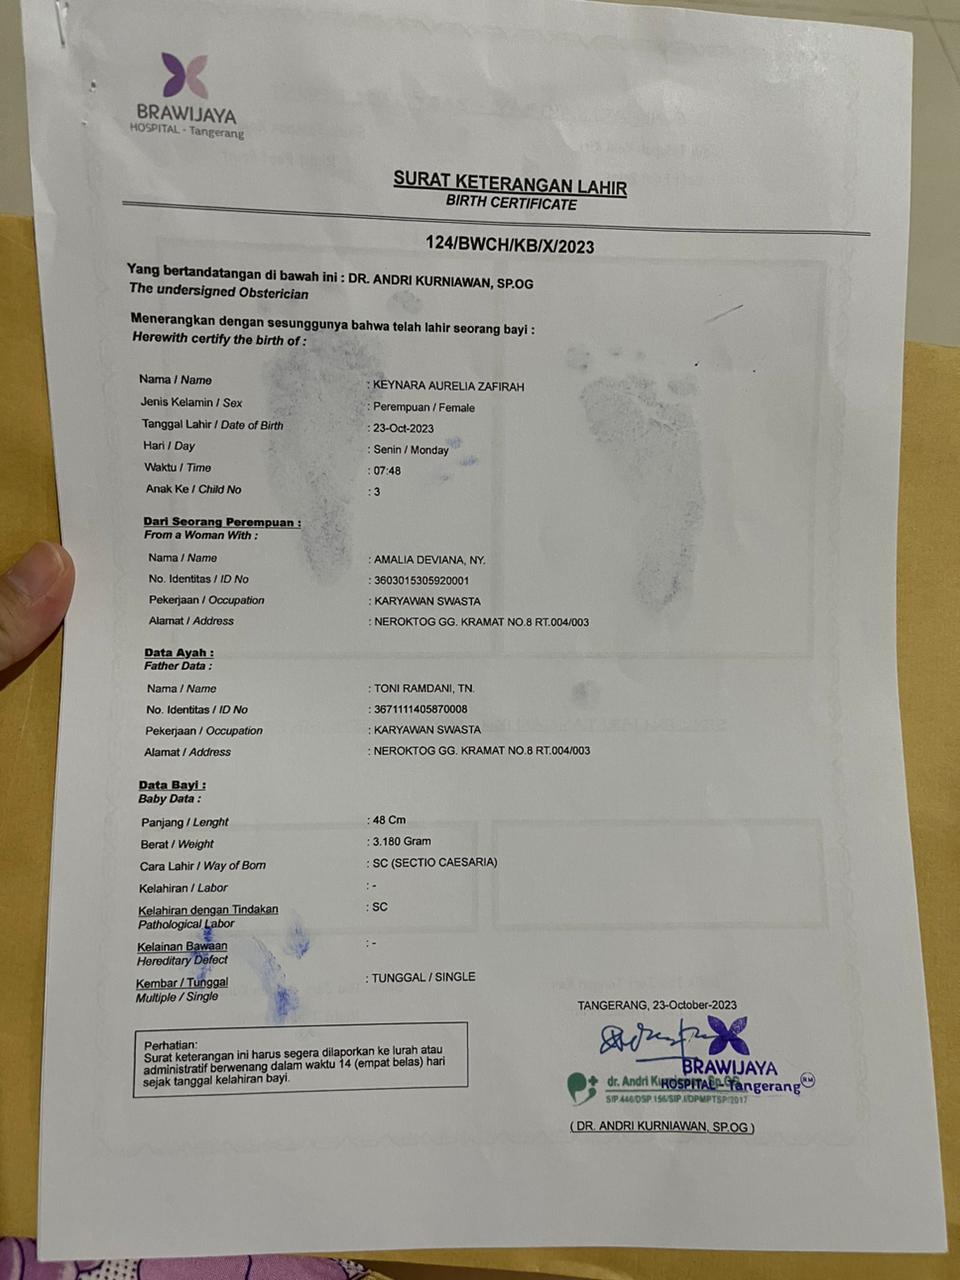 BRAWIJAYA
HOSPITAL - Tangerang
SURAT KETERANGAN LAHIR
BIRTH CERTIFICATE
124/BWCH/KB/X/2023
Yang bertandatangan di bawah ini : DR. ANDRI KURNIAWAN, SP.OG
The undersigned Obsterician
Menerangkan dengan sesunggunya bahwa telah lahir seorang bayi :
Herewith certify the birth of :
Nama / Name : KEYNARA AURELIA ZAFIRAH
Jenis Kelamin / Sex : Perempuan / Female
Tanggal Lahir / Date of Birth : 23-Oct-2023
Hari / Day : Senin / Monday
Waktu / Time : 07:48
Anak Ke / Child No : 3
Dari Seorang Perempuan :
From a Woman With :
Nama / Name : AMALIA DEVIANA, NY.
No. Identitas / ID No : 3603015305920001
Pekerjaan / Occupation : KARYAWAN SWASTA
Alamat / Address : NEROKTOG GG. KRAMAT NO.8 RT.004/003
Data Ayah :
Father Data :
Nama / Name : TONI RAMDANI, TN.
No. Identitas / ID No : 3671111405870008
Pekerjaan / Occupation : KARYAWAN SWASTA
Alamat / Address : NEROKTOG GG. KRAMAT NO.8 RT.004/003
Data Bayi :
Baby Data :
Panjang / Lenght : 48 Cm
Berat / Weight : 3.180 Gram
Cara Lahir / Way of Born : SC (SECTIO CAESARIA)
Kelahiran / Labor : -
Kelahiran dengan Tindakan : SC
Pathological Labor
Kelainan Bawaan : -
Hereditary Defect
Kembar / Tunggal : TUNGGAL / SINGLE
Multiple / Single
TANGERANG, 23-October-2023
Perhatian:
Surat keterangan ini harus segera dilaporkan ke lurah atau
administratif berwenang dalam waktu 14 (empat belas) hari
sejak tanggal kelahiran bayi.
BRAWIJAYA
HOSPITAL - Tangerang
RM
dr. Andri
SIP.446/DSP.156/SIP.I/DPMPTSP/2017
( DR. ANDRI KURNIAWAN, SP.OG )